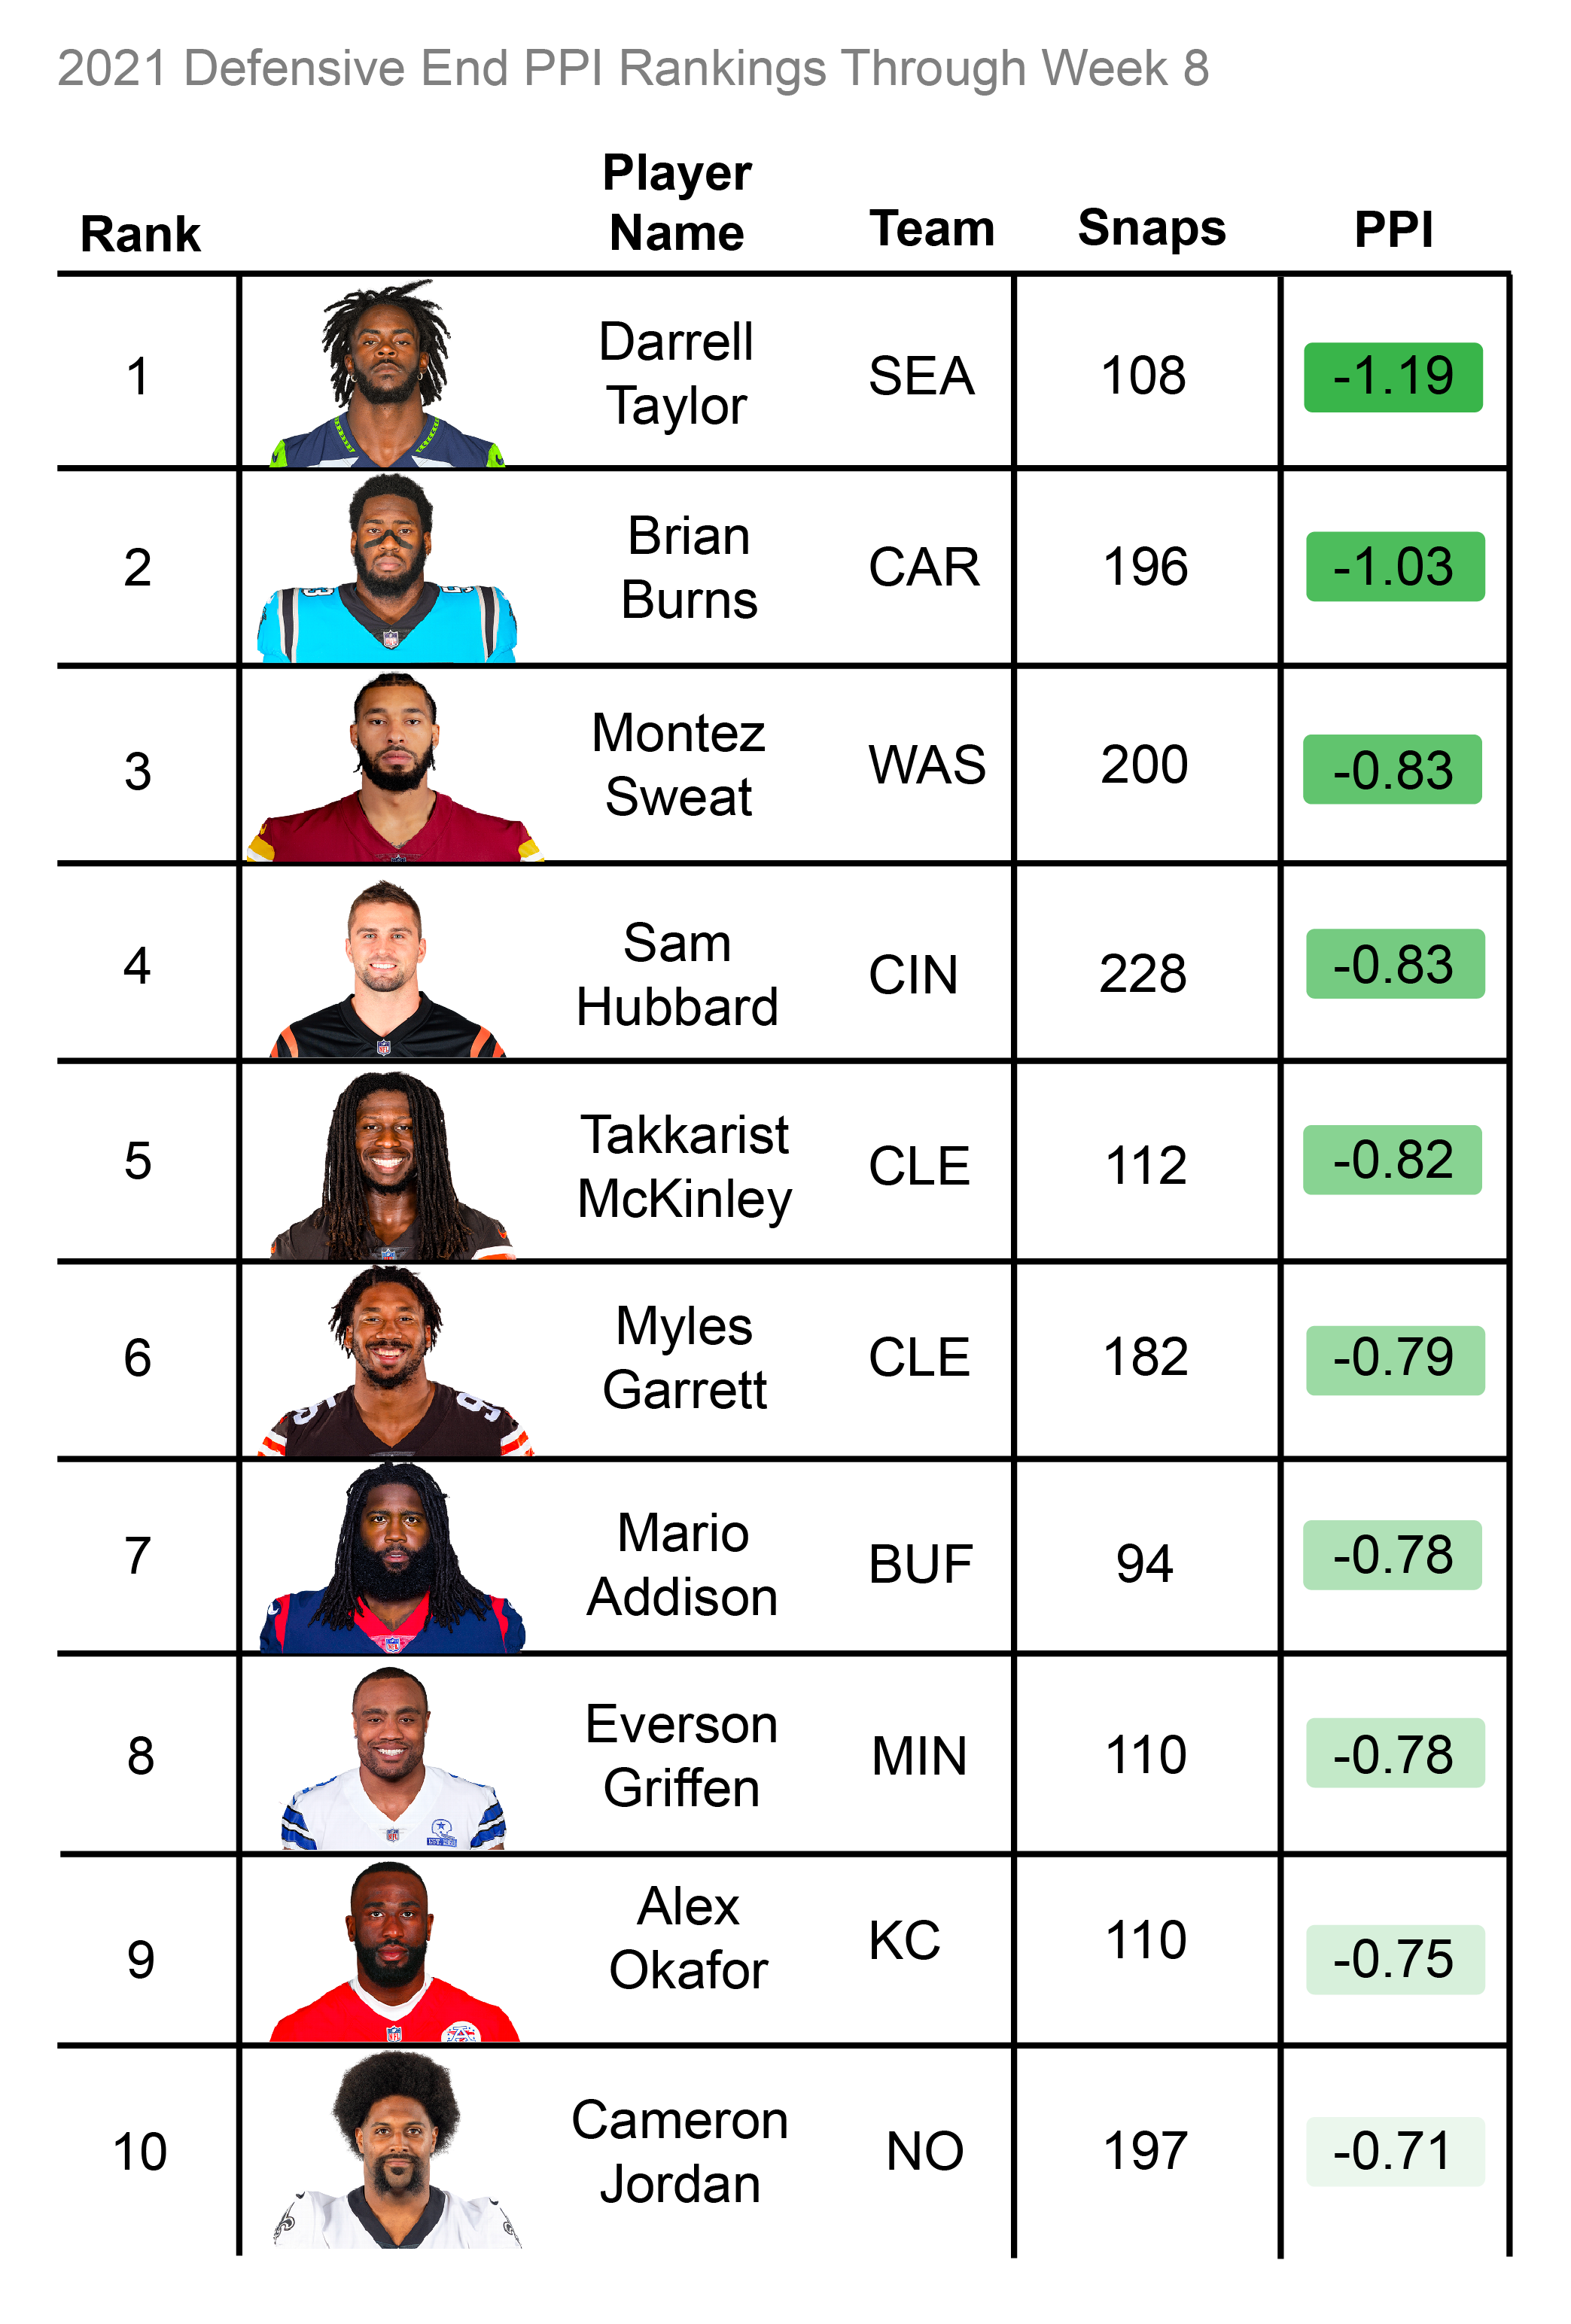 2021 Defensive End PPI Rankings Through Week 8
Rank Player Name Team Snaps PPI
1 Darrell Taylor SEA 108 -1.19
2 Brian Burns CAR 196 -1.03
3 Montez Sweat WAS 200 -0.83
4 Sam Hubbard CIN 228 -0.83
5 Takkarist McKinley CLE 112 -0.82
6 Myles Garrett CLE 182 -0.79
7 Mario Addison BUF 94 -0.78
8 Everson Griffen MIN 110 -0.78
9 Alex Okafor KC 110 -0.75
10 Cameron Jordan NO 197 -0.71